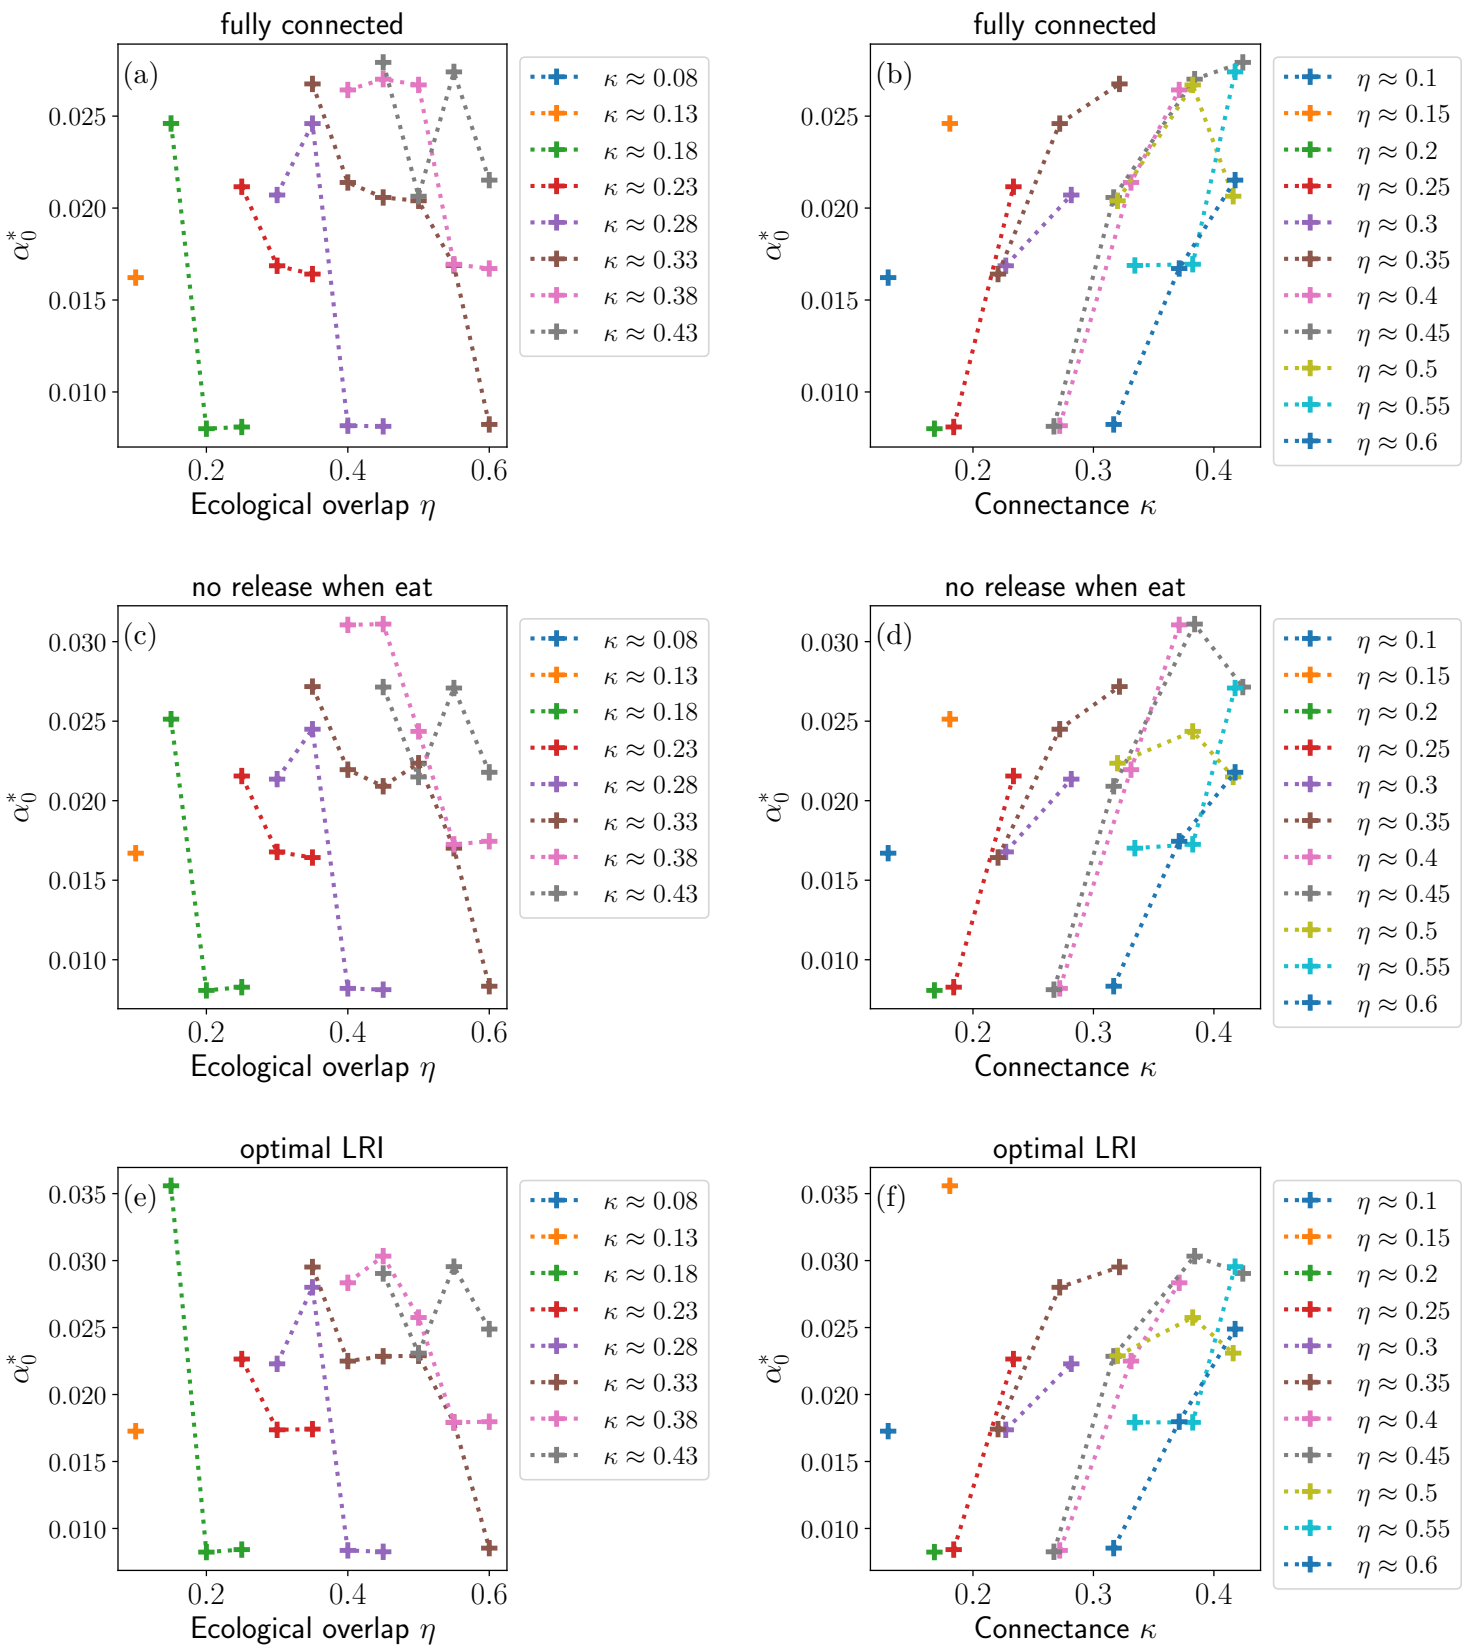 fully connected
(a)
0.025
0.020
0.015
0.010
α₀*
0.2 0.4 0.6
Ecological overlap η
κ ≈ 0.08
κ ≈ 0.13
κ ≈ 0.18
κ ≈ 0.23
κ ≈ 0.28
κ ≈ 0.33
κ ≈ 0.38
κ ≈ 0.43
fully connected
(b)
0.025
0.020
0.015
0.010
α₀*
0.2 0.3 0.4
Connectance κ
η ≈ 0.1
η ≈ 0.15
η ≈ 0.2
η ≈ 0.25
η ≈ 0.3
η ≈ 0.35
η ≈ 0.4
η ≈ 0.45
η ≈ 0.5
η ≈ 0.55
η ≈ 0.6
no release when eat
(c)
0.030
0.025
0.020
0.015
0.010
α₀*
0.2 0.4 0.6
Ecological overlap η
κ ≈ 0.08
κ ≈ 0.13
κ ≈ 0.18
κ ≈ 0.23
κ ≈ 0.28
κ ≈ 0.33
κ ≈ 0.38
κ ≈ 0.43
no release when eat
(d)
0.030
0.025
0.020
0.015
0.010
α₀*
0.2 0.3 0.4
Connectance κ
η ≈ 0.1
η ≈ 0.15
η ≈ 0.2
η ≈ 0.25
η ≈ 0.3
η ≈ 0.35
η ≈ 0.4
η ≈ 0.45
η ≈ 0.5
η ≈ 0.55
η ≈ 0.6
optimal LRI
(e)
0.035
0.030
0.025
0.020
0.015
0.010
α₀*
0.2 0.4 0.6
Ecological overlap η
κ ≈ 0.08
κ ≈ 0.13
κ ≈ 0.18
κ ≈ 0.23
κ ≈ 0.28
κ ≈ 0.33
κ ≈ 0.38
κ ≈ 0.43
optimal LRI
(f)
0.035
0.030
0.025
0.020
0.015
0.010
α₀*
0.2 0.3 0.4
Connectance κ
η ≈ 0.1
η ≈ 0.15
η ≈ 0.2
η ≈ 0.25
η ≈ 0.3
η ≈ 0.35
η ≈ 0.4
η ≈ 0.45
η ≈ 0.5
η ≈ 0.55
η ≈ 0.6